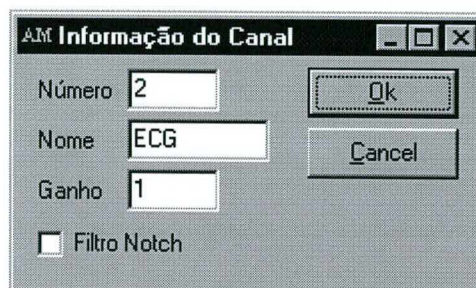 AM Informação do Canal
Número 2
Ok
Nome ECG
Cancel
Ganho 1
Filtro Notch